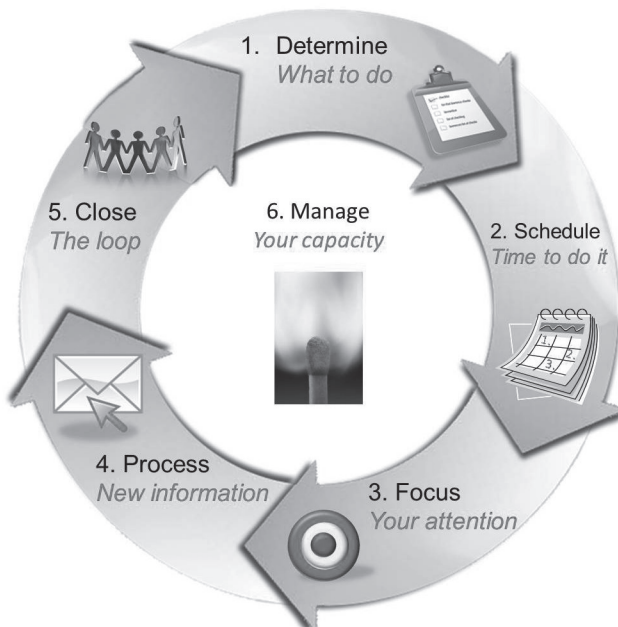 1. Determine
What to do
2. Schedule
Time to do it
1.
2.
3.
3. Focus
Your attention
4. Process
New information
5. Close
The loop
6. Manage
Your capacity